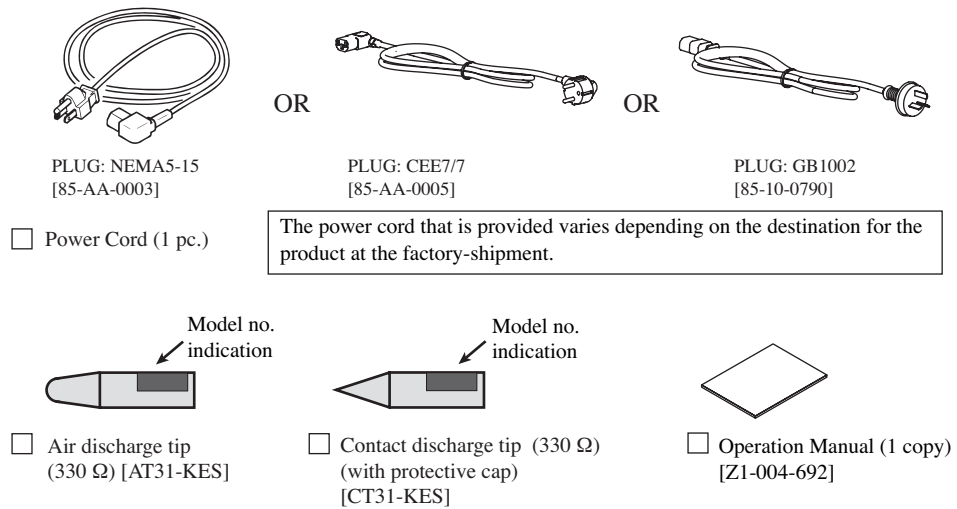 OR
OR
PLUG: NEMA5-15
[85-AA-0003]
PLUG: CEE7/7
[85-AA-0005]
PLUG: GB1002
[85-10-0790]
Power Cord (1 pc.)
The power cord that is provided varies depending on the destination for the
product at the factory-shipment.
Model no.
indication
Model no.
indication
Air discharge tip
(330 Ω) [AT31-KES]
Contact discharge tip (330 Ω)
(with protective cap)
[CT31-KES]
Operation Manual (1 copy)
[Z1-004-692]